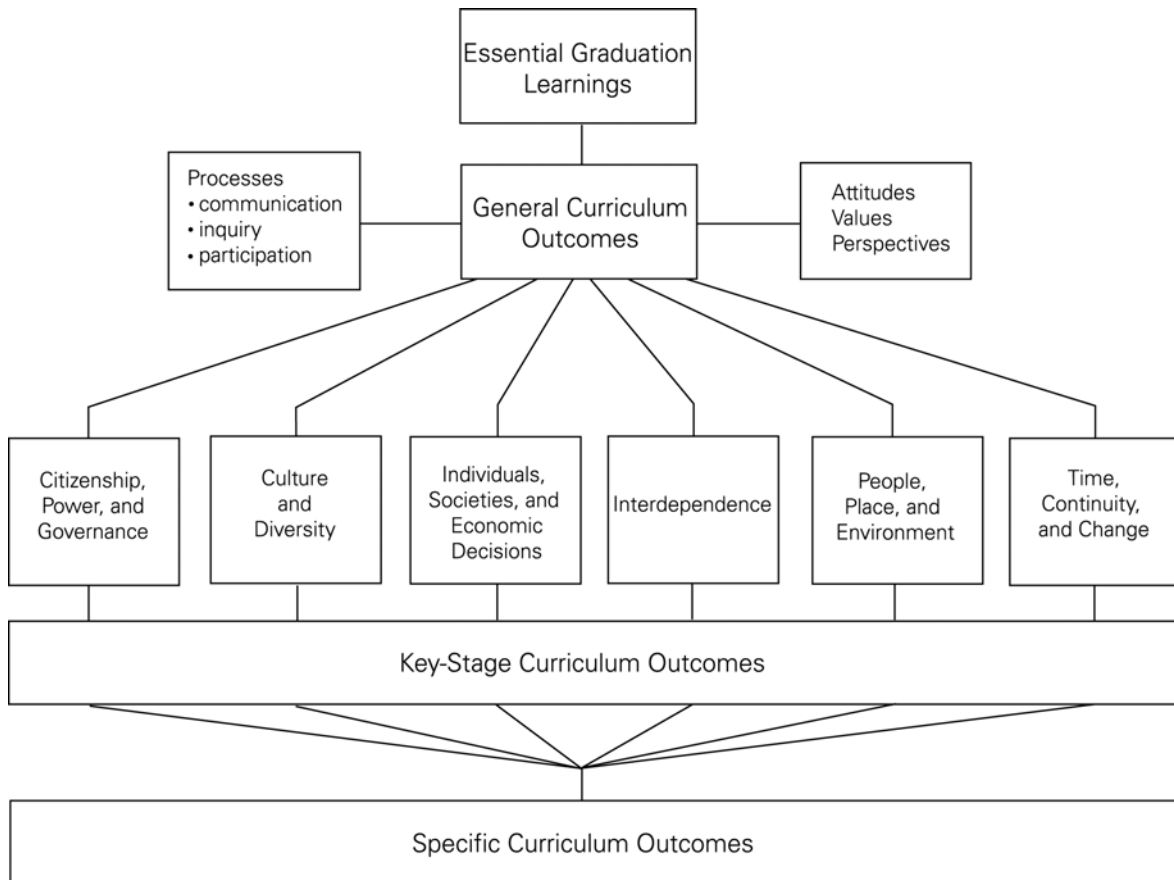 Essential Graduation
Learnings
Processes
• communication
• inquiry
• participation
General Curriculum
Outcomes
Attitudes
Values
Perspectives
Citizenship,
Power, and
Governance
Culture
and
Diversity
Individuals,
Societies, and
Economic
Decisions
Interdependence
People,
Place, and
Environment
Time,
Continuity,
and Change
Key-Stage Curriculum Outcomes
Specific Curriculum Outcomes